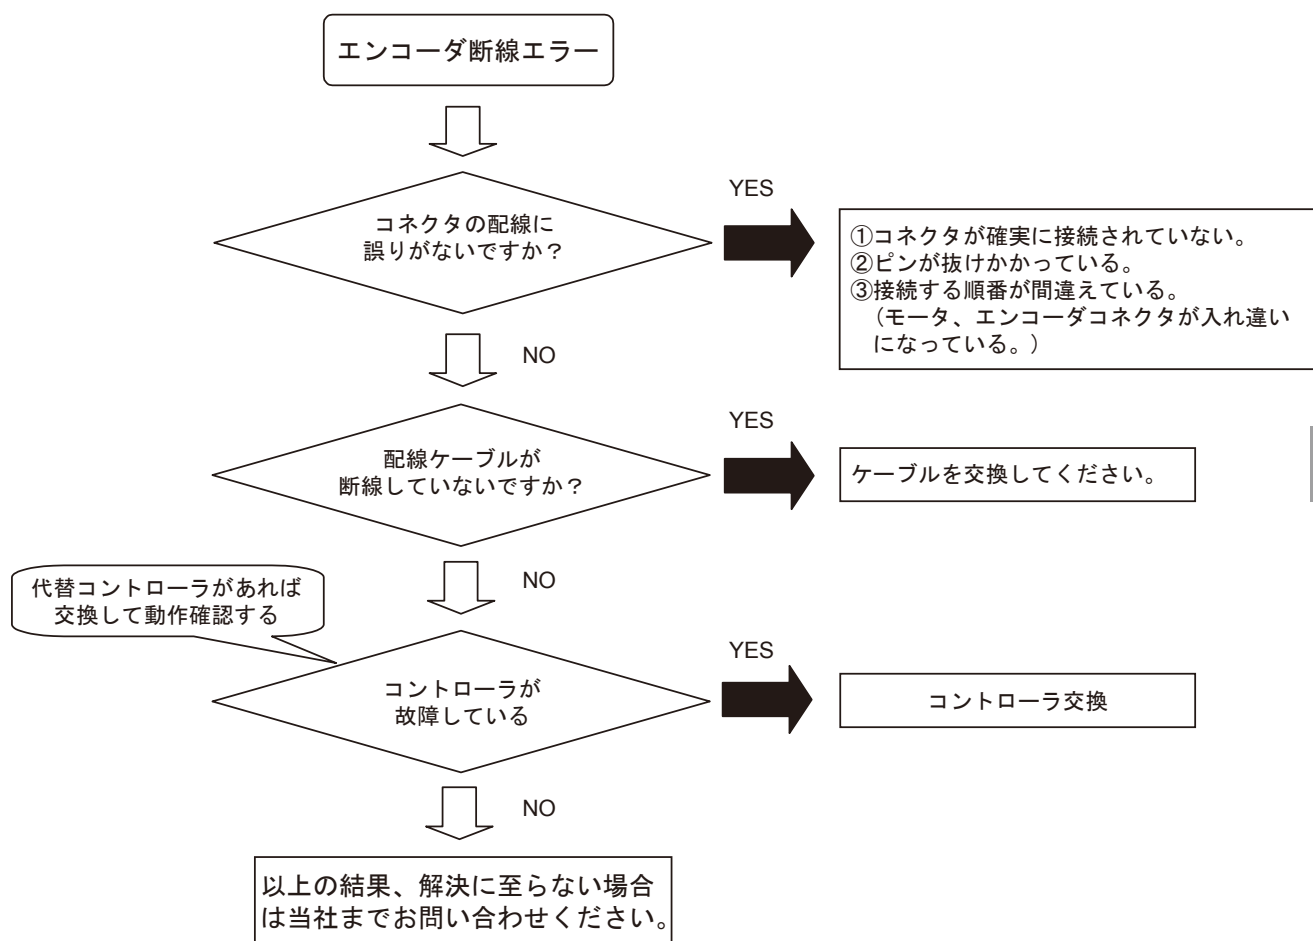 エンコーダ断線エラー
コネクタの配線に
誤りがないですか？
YES
①コネクタが確実に接続されていない。
②ピンが抜けかかっている。
③接続する順番が間違えている。
（モータ、エンコーダコネクタが入れ違い
になっている。）
NO
配線ケーブルが
断線していないですか？
YES
ケーブルを交換してください。
NO
代替コントローラがあれば
交換して動作確認する
コントローラが
故障している
YES
コントローラ交換
NO
以上の結果、解決に至らない場合
は当社までお問い合わせください。